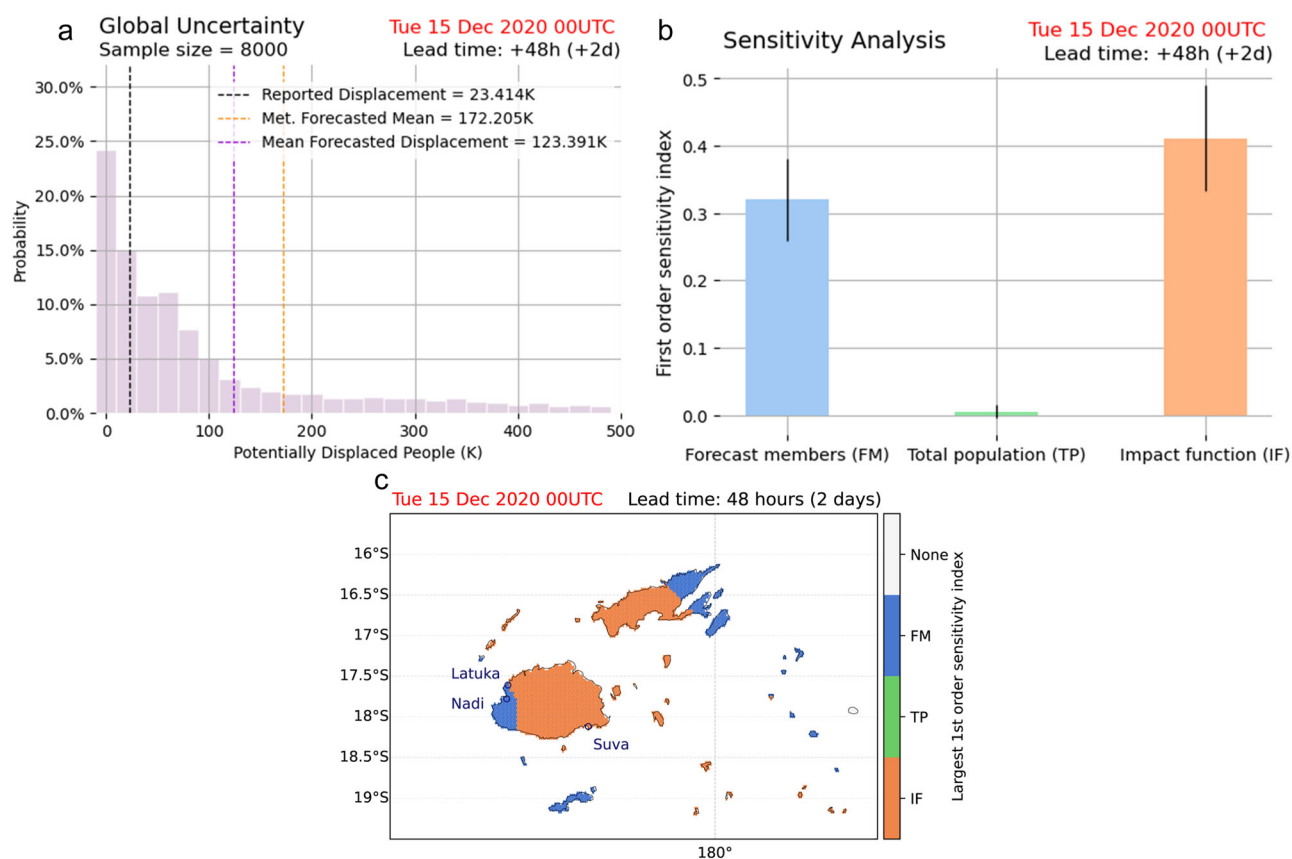 a
Global Uncertainty
Sample size = 8000
Tue 15 Dec 2020 00UTC
Lead time: +48h (+2d)
30.0%
25.0%
20.0%
15.0%
10.0%
5.0%
0.0%
Probability
Reported Displacement = 23.414K
Met. Forecasted Mean = 172.205K
Mean Forecasted Displacement = 123.391K
0 100 200 300 400 500
Potentially Displaced People (K)
b
Sensitivity Analysis
Tue 15 Dec 2020 00UTC
Lead time: +48h (+2d)
0.5
0.4
0.3
0.2
0.1
0.0
First order sensitivity index
Forecast members (FM) Total population (TP) Impact function (IF)
c
Tue 15 Dec 2020 00UTC Lead time: 48 hours (2 days)
16°S
16.5°S
17°S
17.5°S
18°S
18.5°S
19°S
Latuka
Nadi
Suva
180°
None
FM
TP
IF
Largest 1st order sensitivity index